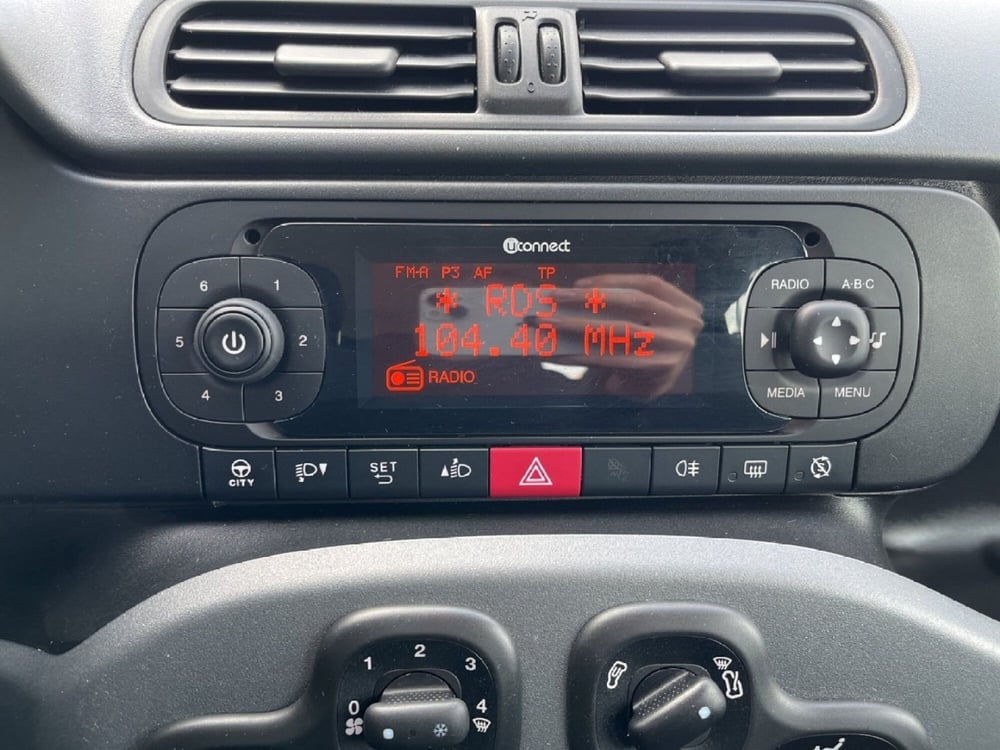 uconnect
FM-A P3 AF TP
* RDS *
104.40 MHz
RADIO
6 1
5 2
4 3
RADIO A·B·C
MEDIA MENU
CITY
SET
0 1 2 3 4
0